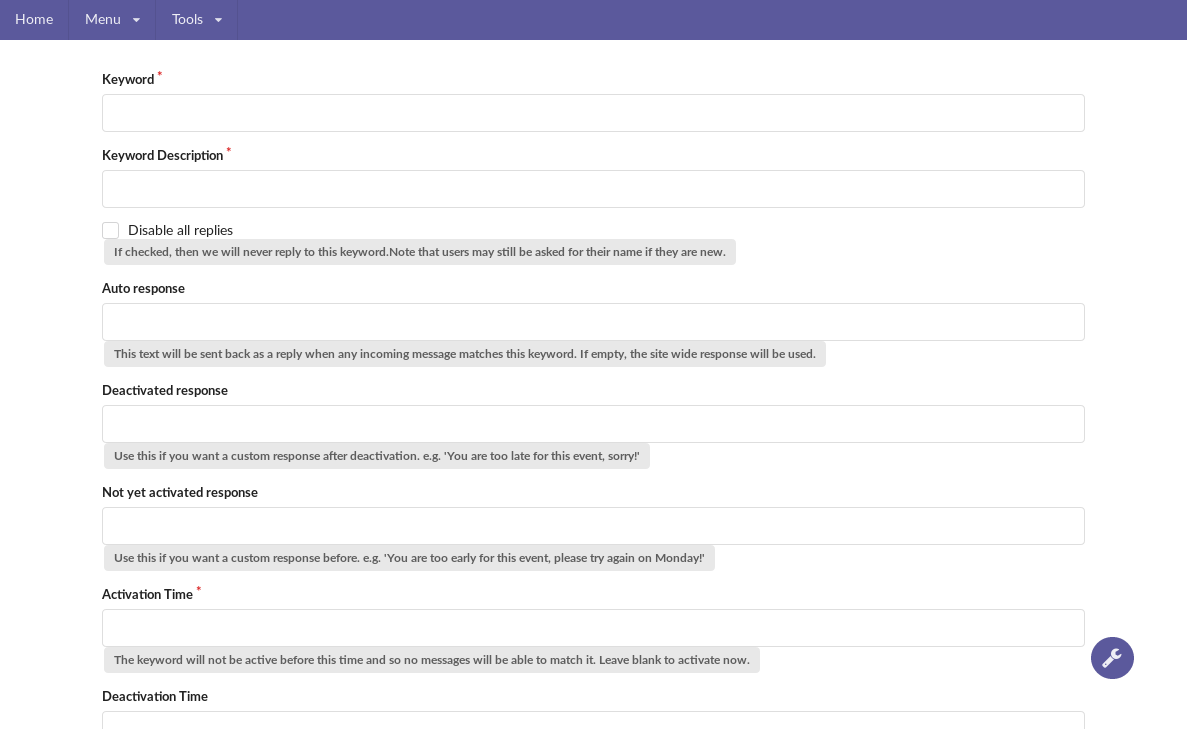 Home Menu Tools
Keyword *
Keyword Description *
Disable all replies
If checked, then we will never reply to this keyword.Note that users may still be asked for their name if they are new.
Auto response
This text will be sent back as a reply when any incoming message matches this keyword. If empty, the site wide response will be used.
Deactivated response
Use this if you want a custom response after deactivation. e.g. 'You are too late for this event, sorry!'
Not yet activated response
Use this if you want a custom response before. e.g. 'You are too early for this event, please try again on Monday!'
Activation Time *
The keyword will not be active before this time and so no messages will be able to match it. Leave blank to activate now.
Deactivation Time